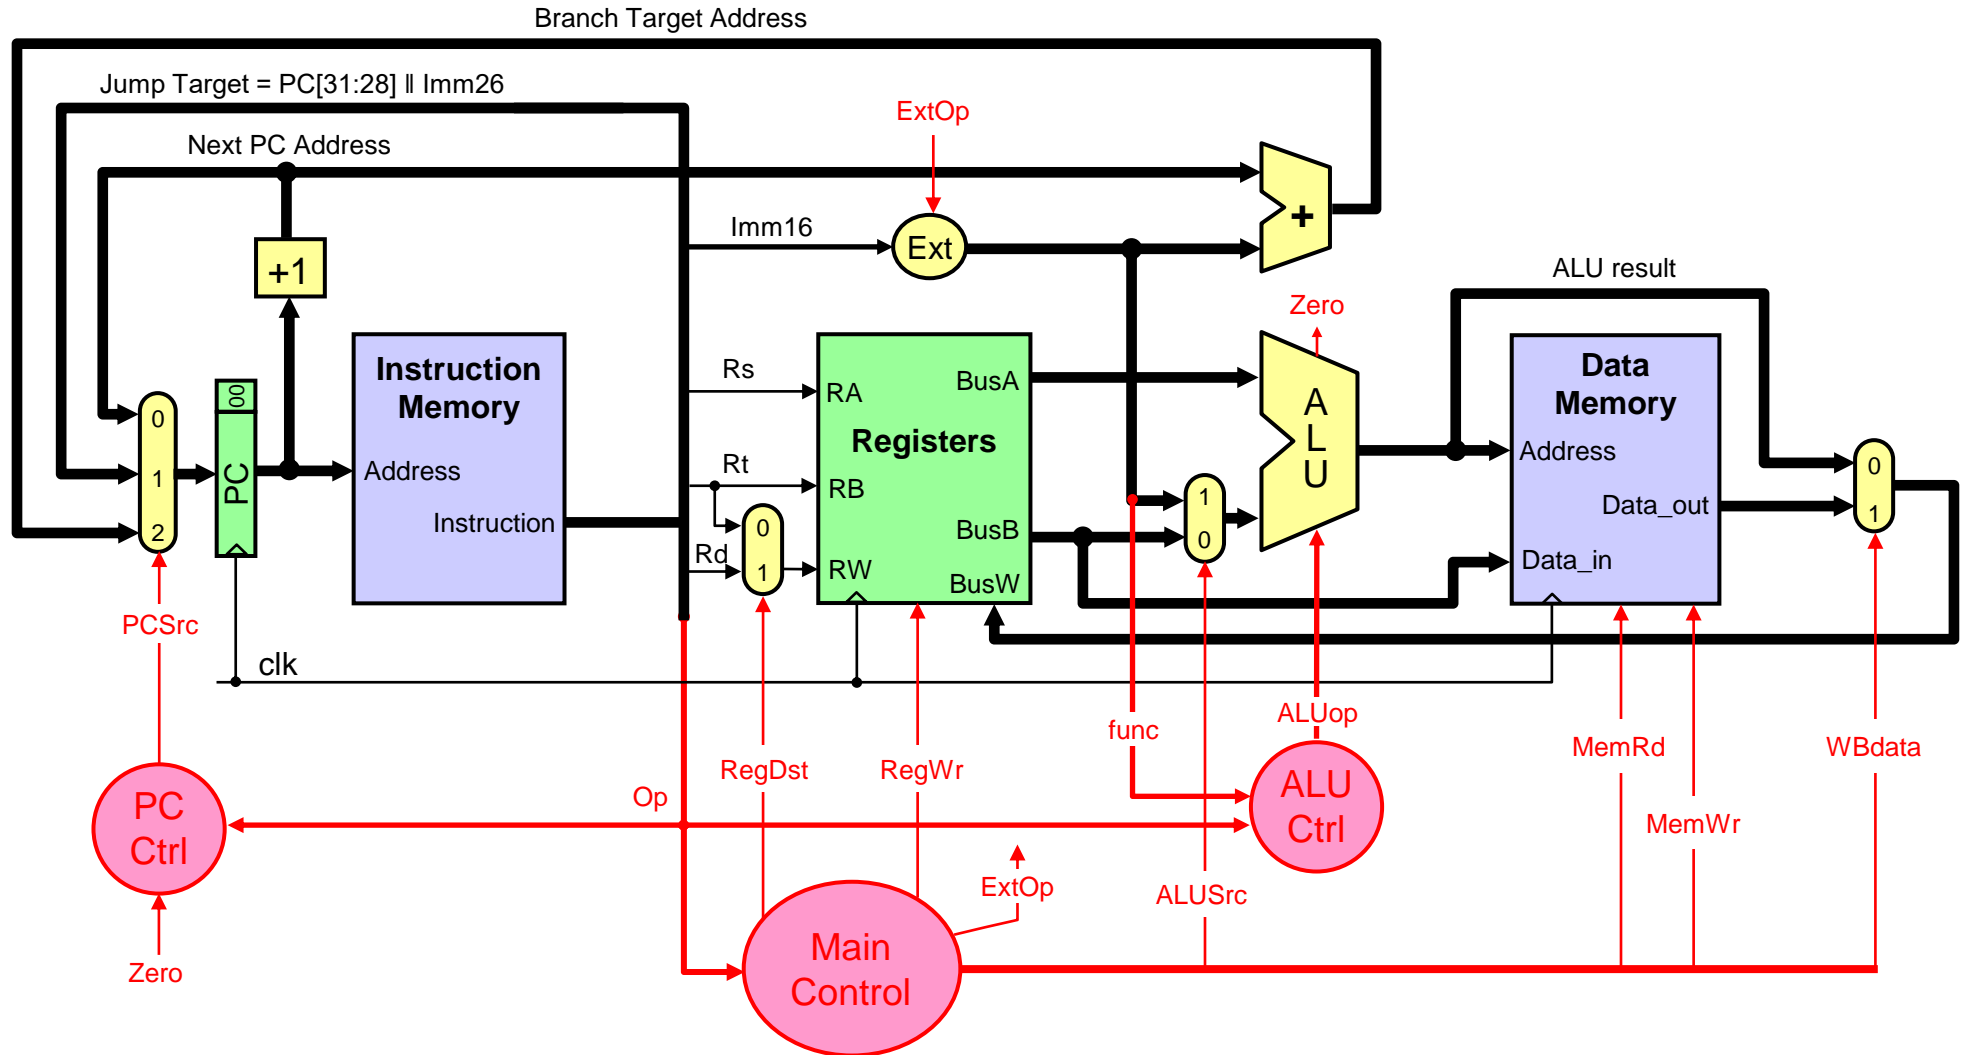 Branch Target Address
Jump Target = PC[31:28] ‖ Imm26
Next PC Address
ExtOp
+
Imm16
Ext
+1
ALU result
Zero
Instruction
Memory
Address
Instruction
00
PC
0
1
2
Rs
Rt
Rd
0
1
RA
RB
RW
Registers
BusA
BusB
BusW
1
0
A
L
U
Data
Memory
Address
Data_out
Data_in
0
1
PCSrc
clk
func
ALUop
RegDst
RegWr
MemRd
WBdata
Op
PC
Ctrl
ALU
Ctrl
MemWr
ExtOp
ALUSrc
Main
Control
Zero